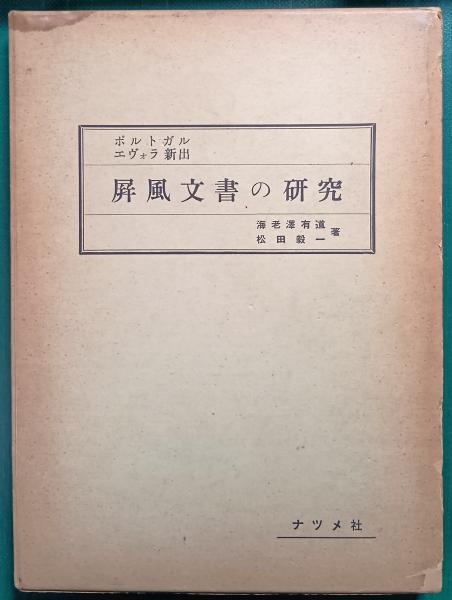 ポルトガル
エヴォラ新出
屛風文書の研究
海老澤有道
松田毅一
著
ナツメ社